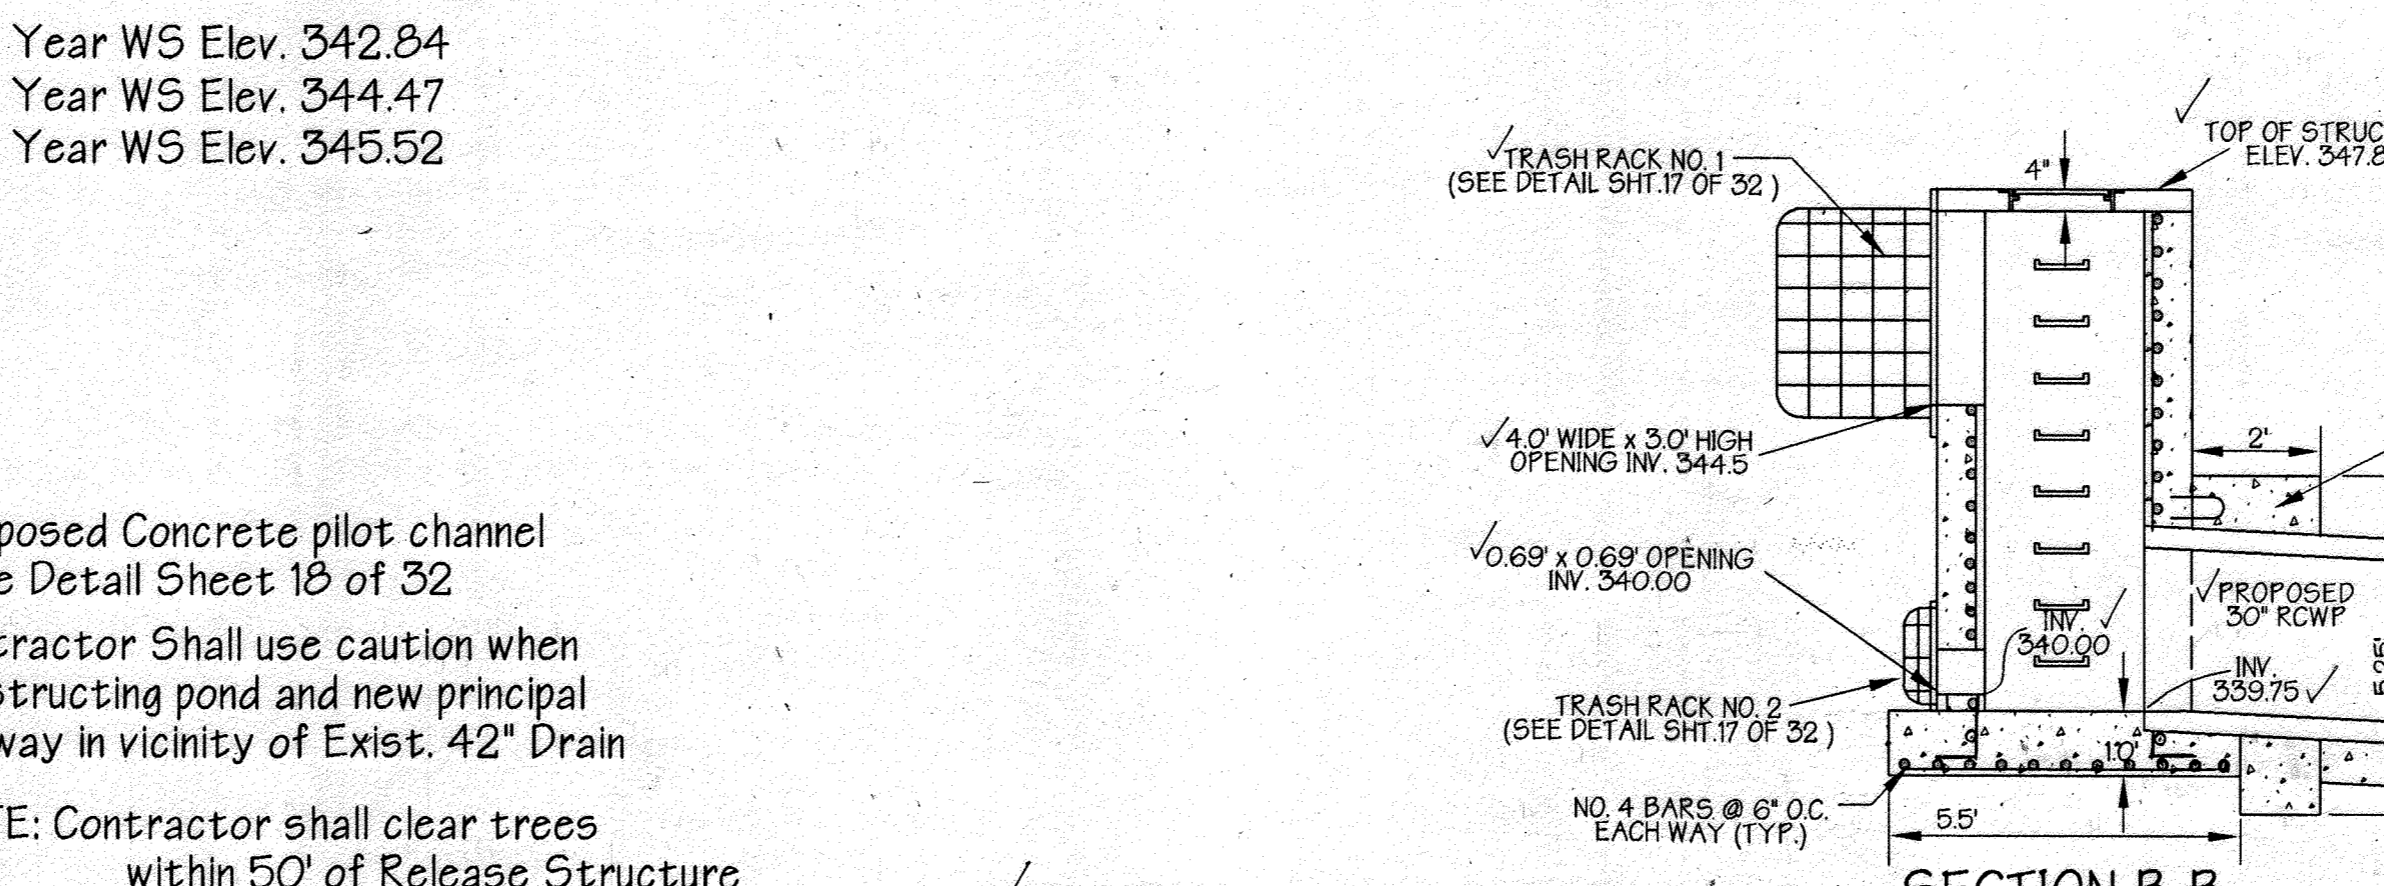 Year WS Elev. 342.84
Year WS Elev. 344.47
Year WS Elev. 345.52
posed Concrete pilot channel
e Detail Sheet 18 of 32
tractor Shall use caution when
structing pond and new principal
way in vicinity of Exist. 42" Drain
TE: Contractor shall clear trees
within 50' of Release Structure
TRASH RACK NO. 1
(SEE DETAIL SHT.17 OF 32 )
4"
TOP OF STRUC
ELEV. 347.8
4.0' WIDE x 3.0' HIGH
OPENING INV. 344.5
2'
0.69' x 0.69' OPENING
INV. 340.00
INV.
340.00
PROPOSED
30" RCWP
INV.
339.75
5.25'
TRASH RACK NO. 2
(SEE DETAIL SHT.17 OF 32 )
1.0'
NO. 4 BARS @ 6" O.C.
EACH WAY (TYP.)
5.5'
SECTION B-B